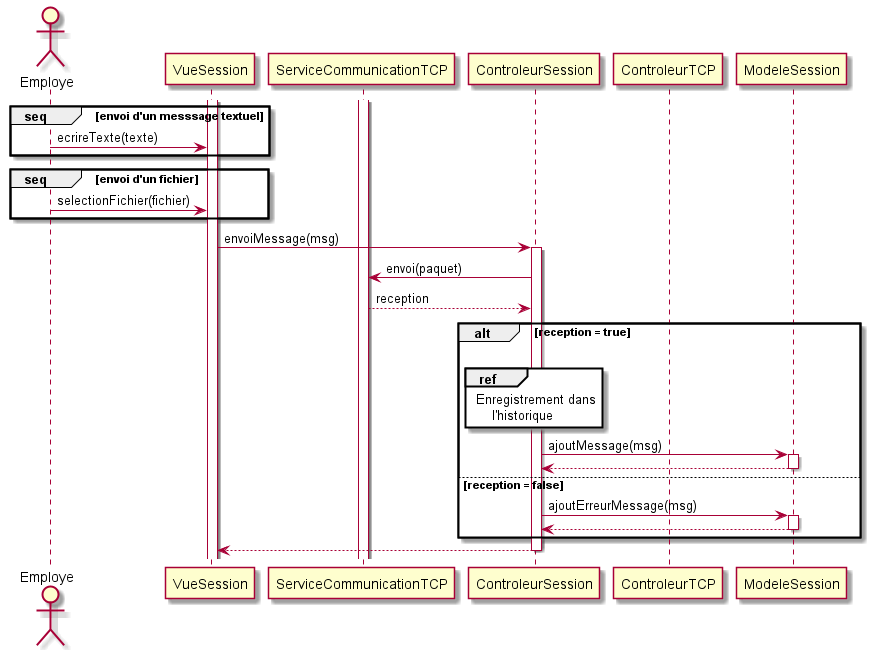 Employe
VueSession
ServiceCommunicationTCP
ControleurSession
ControleurTCP
ModeleSession
seq [envoi d'un messsage textuel]
ecrireTexte(texte)
seq [envoi d'un fichier]
selectionFichier(fichier)
envoiMessage(msg)
envoi(paquet)
reception
alt [reception = true]
ref
Enregistrement dans
l'historique
ajoutMessage(msg)
[reception = false]
ajoutErreurMessage(msg)
Employe
VueSession
ServiceCommunicationTCP
ControleurSession
ControleurTCP
ModeleSession